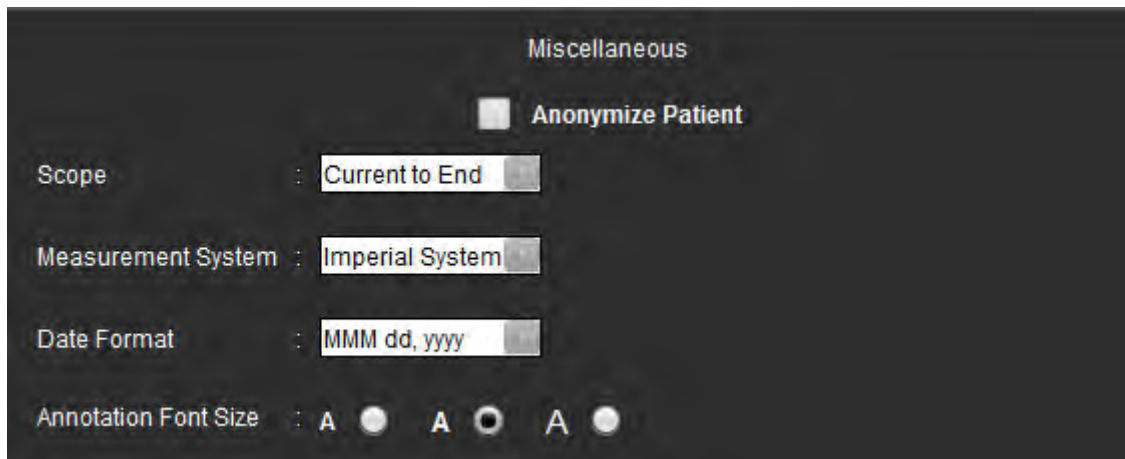 Miscellaneous
Anonymize Patient
Scope : Current to End
Measurement System : Imperial System
Date Format : MMM dd, yyyy
Annotation Font Size : A A A